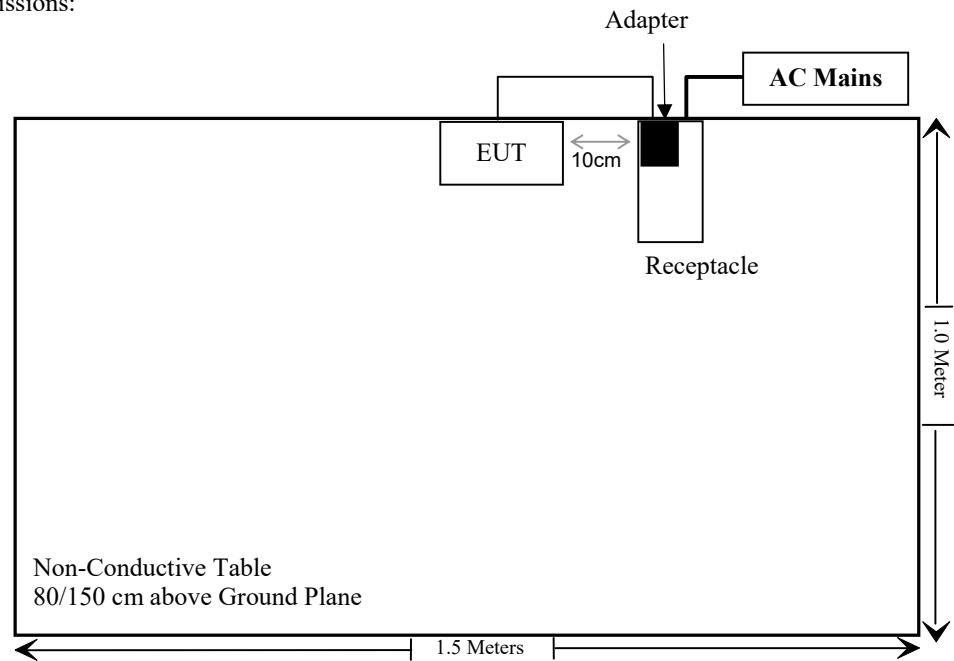 issions:
Adapter
AC Mains
EUT
10cm
Receptacle
1.0 Meter
Non-Conductive Table
80/150 cm above Ground Plane
1.5 Meters